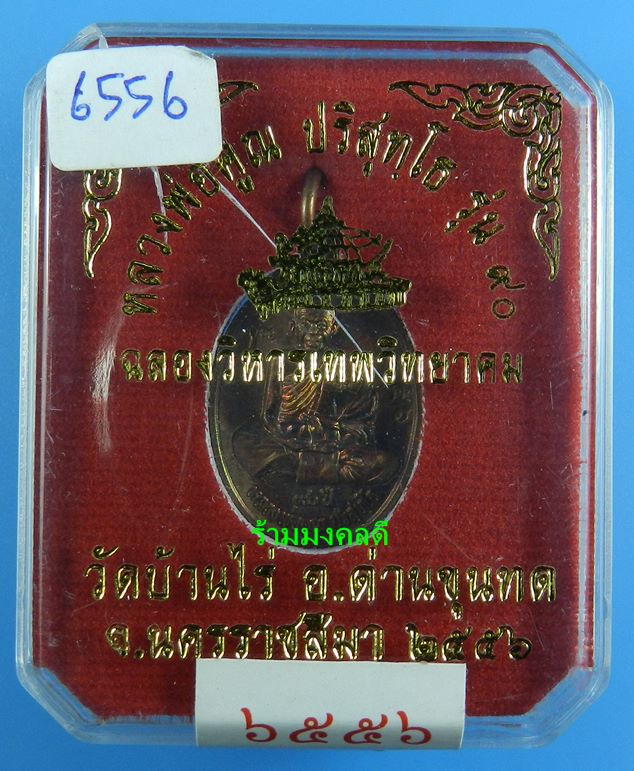 6556
หลวงพ่อคูณ ปริสุทฺโธ รุ่น ๙๐
ฉลองวิหารเทพวิทยาคม
ร้ามมงคลดี
วัดบ้านไร่ อ.ด่านขุนทด
จ.นครราชสีมา ๒๕๕๖
๖๕๕๖